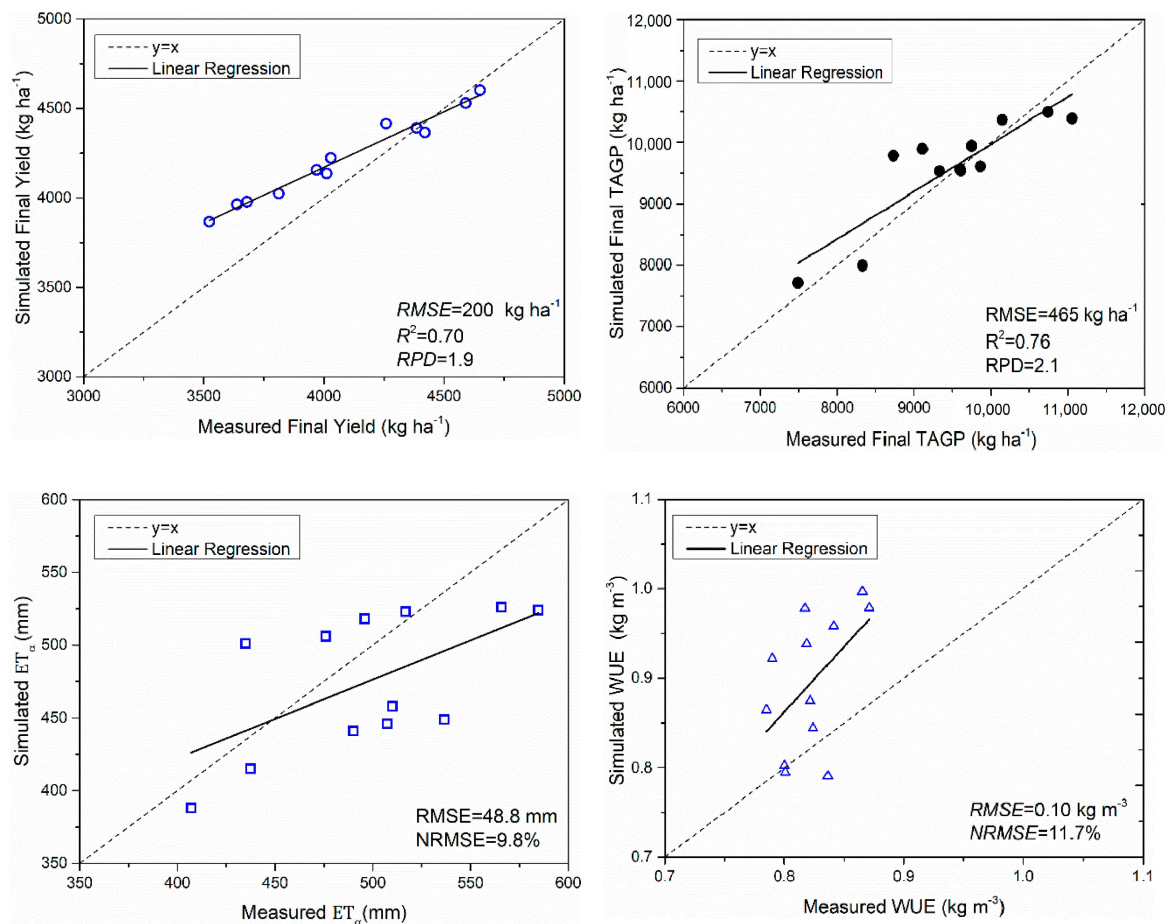 5000
4500
4000
3500
3000
3000 3500 4000 4500 5000
Simulated Final Yield (kg ha⁻¹)
Measured Final Yield (kg ha⁻¹)
y=x
Linear Regression
RMSE=200 kg ha⁻¹
R²=0.70
RPD=1.9
12,000
11,000
10,000
9000
8000
7000
6000
6000 7000 8000 9000 10,000 11,000 12,000
Simulated Final TAGP (kg ha⁻¹)
Measured Final TAGP (kg ha⁻¹)
y=x
Linear Regression
RMSE=465 kg ha⁻¹
R²=0.76
RPD=2.1
600
550
500
450
400
350
350 400 450 500 550 600
Simulated ETα (mm)
Measured ETα(mm)
y=x
Linear Regression
RMSE=48.8 mm
NRMSE=9.8%
1.1
1.0
0.9
0.8
0.7
0.7 0.8 0.9 1.0 1.1
Simulated WUE (kg m⁻³)
Measured WUE (kg m⁻³)
y=x
Linear Regression
RMSE=0.10 kg m⁻³
NRMSE=11.7%